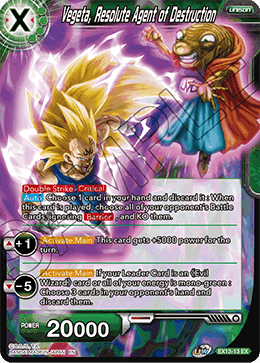 X
Vegeta, Resolute Agent of Destruction
UNISON
Double Strike Critical
Auto Choose 1 card in your hand and discard it : When
this card is played, choose all of your opponent's Battle
Cards, ignoring Barrier , and KO them.
+1 Activate:Main This card gets +5000 power for the
turn.
-5 Activate:Main If your Leader Card is an {Evil
Wizard} card or all of your energy is mono-green :
Choose 3 cards in your opponent's hand and
discard them.
POWER 20000
EX13-13 EX